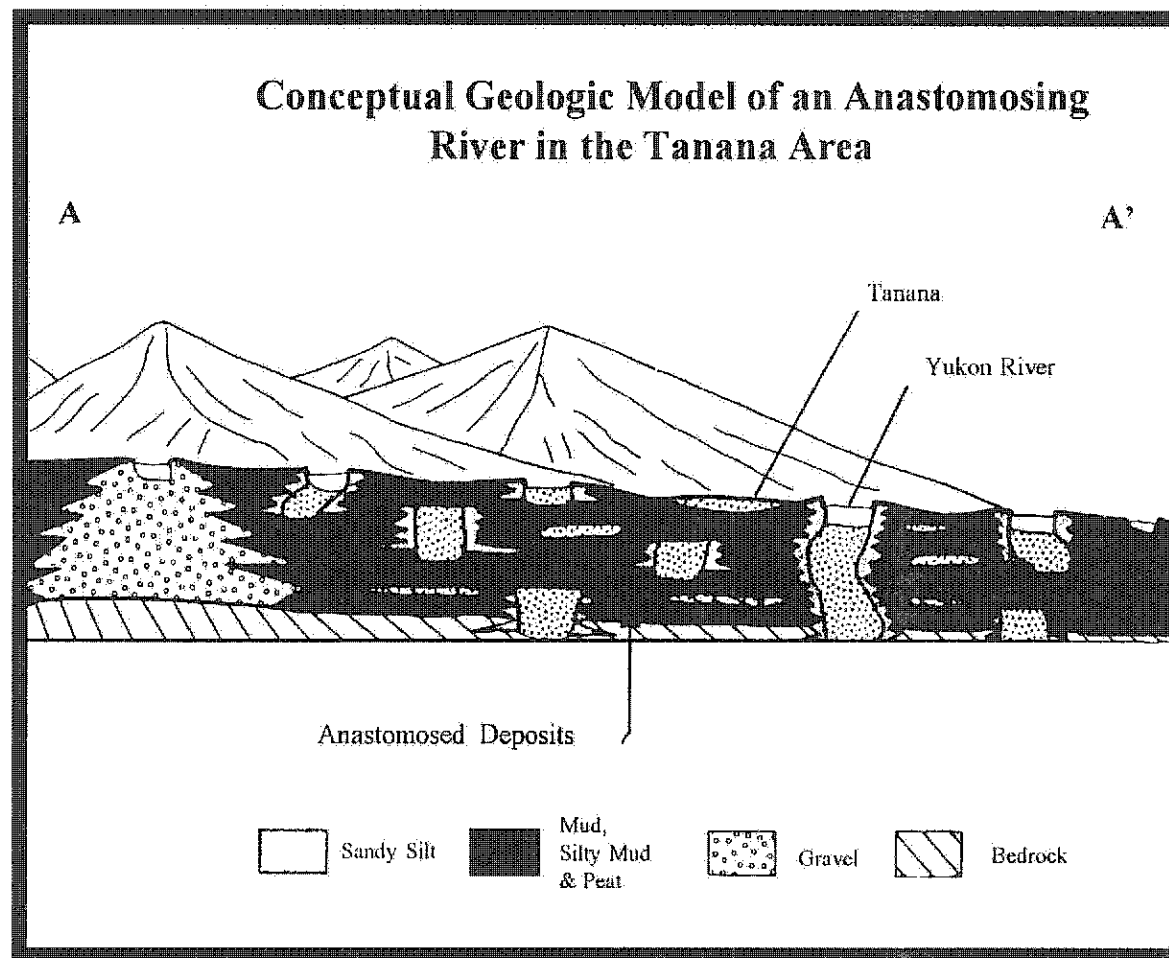 Conceptual Geologic Model of an Anastomosing
River in the Tanana Area
A
A'
Tanana
Yukon River
Anastomosed Deposits
Sandy Silt
Mud,
Silty Mud
& Peat
Gravel
Bedrock